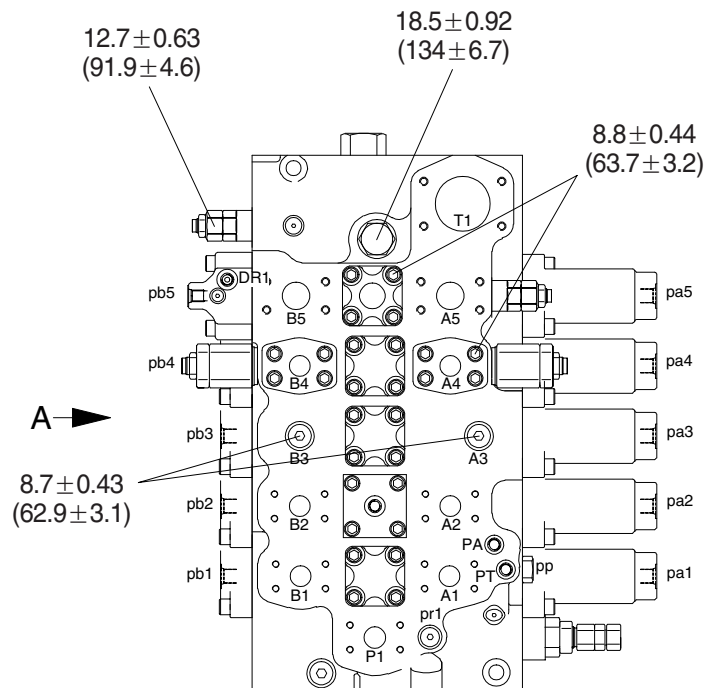 12.7±0.63
(91.9±4.6)
18.5±0.92
(134±6.7)
8.8±0.44
(63.7±3.2)
T1
DR1
pb5
B5
A5
pa5
pb4
B4
A4
pa4
A
pb3
B3
A3
pa3
8.7±0.43
(62.9±3.1)
pb2
B2
A2
pa2
PA
pb1
B1
A1
PT
pp
pa1
pr1
P1